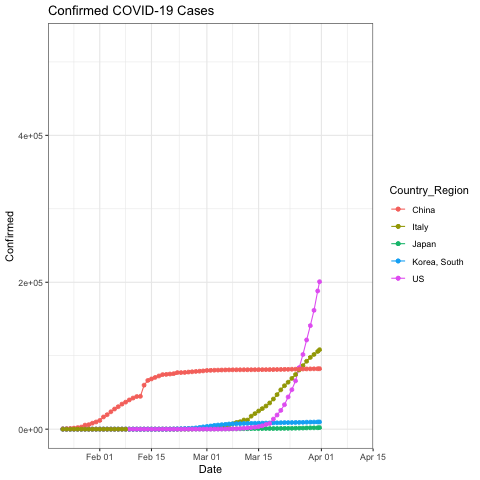 Confirmed COVID-19 Cases
4e+05
2e+05
0e+00
Confirmed
Feb 01 Feb 15 Mar 01 Mar 15 Apr 01 Apr 15
Date
Country_Region
China
Italy
Japan
Korea, South
US